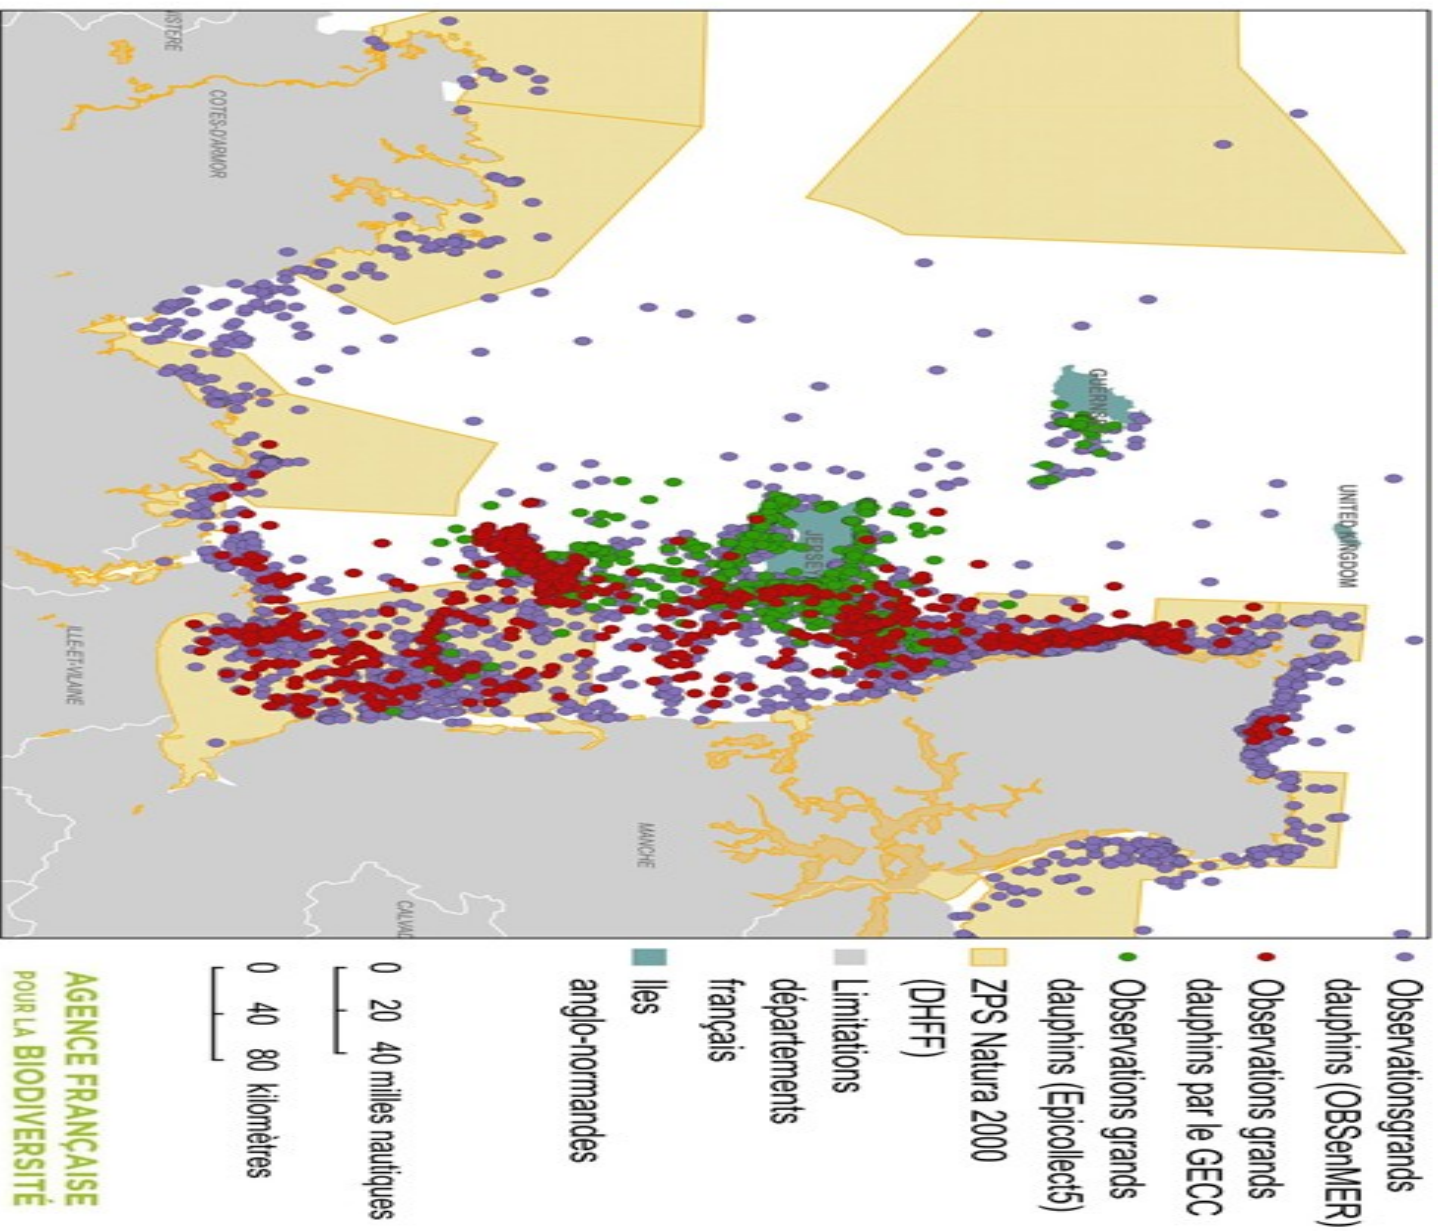 Observationsgrands
dauphins (OBSenMER)
Observations grands
dauphins par le GECC
Observations grands
dauphins (Epicollect5)
ZPS Natura 2000
(DHFF)
Limitations
départements
français
Iles
anglo-normandes
0 20 40 milles nautiques
0 40 80 kilomètres
AGENCE FRANÇAISE
POUR LA BIODIVERSITÉ
UNITED KINGDOM
JERSEY
MANCHE
CALVAD
COTES-D'ARMOR
ISTERE
ILLE-ET-VILAINE